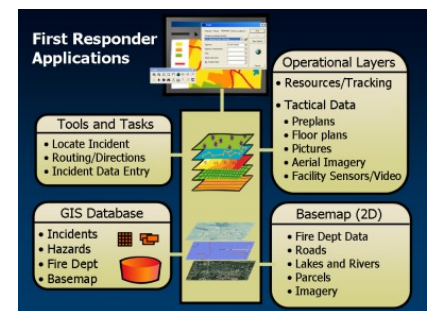 First Responder
Applications
Operational Layers
• Resources/Tracking
• Tactical Data
• Preplans
• Floor plans
• Pictures
• Aerial Imagery
• Facility Sensors/Video
Tools and Tasks
• Locate Incident
• Routing/Directions
• Incident Data Entry
GIS Database
• Incidents
• Hazards
• Fire Dept
• Basemap
Basemap (2D)
• Fire Dept Data
• Roads
• Lakes and Rivers
• Parcels
• Imagery